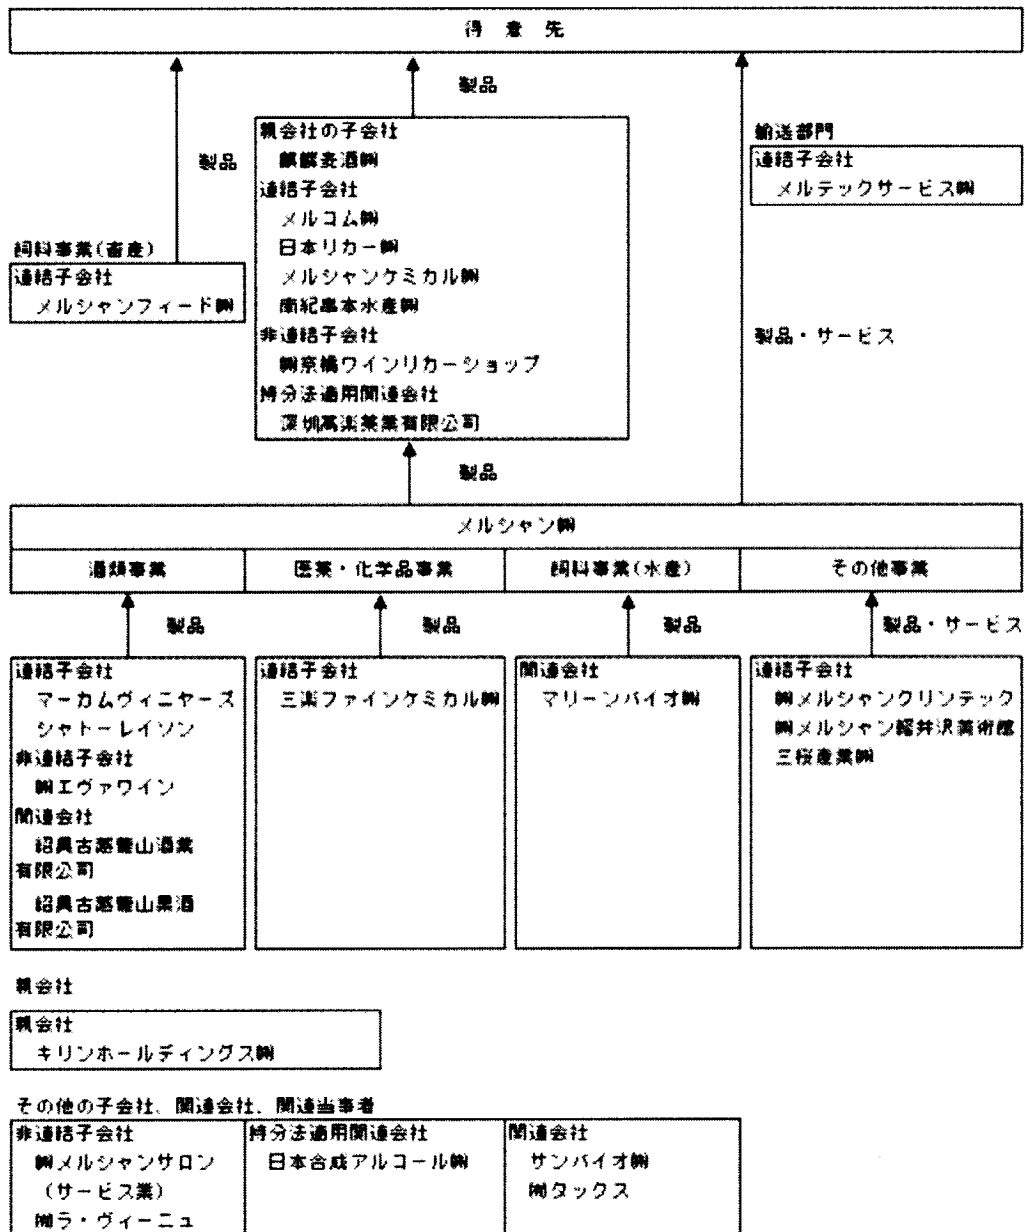 得 意 先
製品
製品
親会社の子会社
麒麟麦酒㈱
連結子会社
メルコム㈱
日本リカー㈱
メルシャンケミカル㈱
南紀串本水産㈱
非連結子会社
㈱京橋ワインリカーショップ
持分法適用関連会社
深圳萬楽薬業有限公司
輸送部門
連結子会社
メルテックサービス㈱
飼料事業(畜産)
連結子会社
メルシャンフィード㈱
製品・サービス
製品
メルシャン㈱
酒類事業
医薬・化学品事業
飼料事業(水産)
その他事業
製品
製品
製品
製品・サービス
連結子会社
マーカムヴィニヤーズ
シャトーレイソン
非連結子会社
㈱エヴァワイン
関連会社
紹興古越龍山酒業
有限公司
紹興古越龍山果酒
有限公司
連結子会社
三楽ファインケミカル㈱
関連会社
マリーンバイオ㈱
連結子会社
㈱メルシャンクリンテック
㈱メルシャン軽井沢美術館
三桜産業㈱
親会社
親会社
キリンホールディングス㈱
その他の子会社、関連会社、関連当事者
非連結子会社
㈱メルシャンサロン
(サービス業)
㈲ラ・ヴィーニュ
持分法適用関連会社
日本合成アルコール㈱
関連会社
サンバイオ㈱
㈲タックス